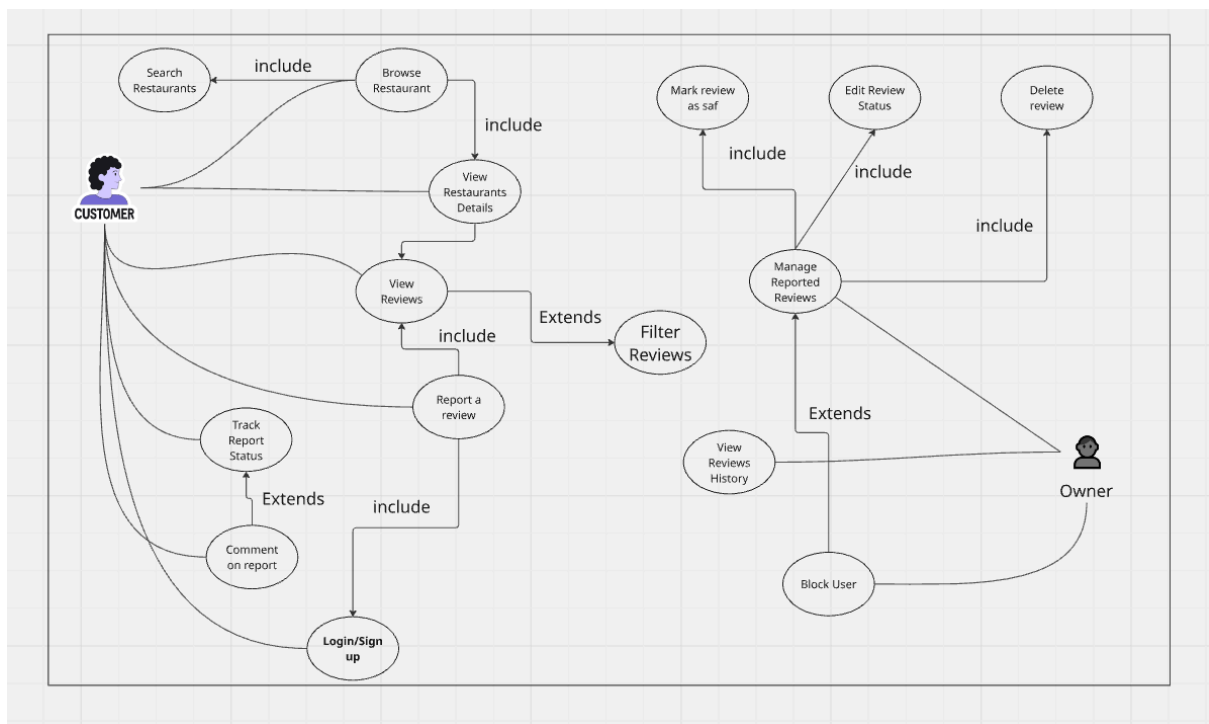 Search
Restaurants
include
Browse
Restaurant
include
CUSTOMER
View
Restaurants
Details
View
Reviews
Extends
Filter
Reviews
include
Report a
review
Track
Report
Status
Extends
include
Comment
on report
Login/Sign
up
Mark review
as saf
Edit Review
Status
Delete
review
include
include
include
Manage
Reported
Reviews
Extends
View
Reviews
History
Owner
Block User